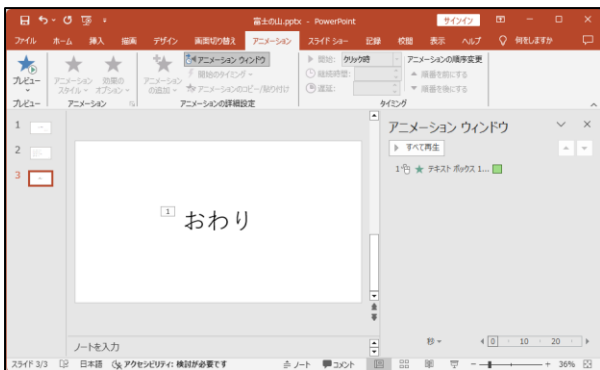 富士の山.pptx - PowerPoint サインイン
ファイル ホーム 挿入 描画 デザイン 画面切り替え アニメーション スライド ショー 記録 校閲 表示 ヘルプ 何をしますか
プレビュー
アニメーション スタイル
効果の オプション
アニメーション の追加
アニメーション ウィンドウ
開始のタイミング
アニメーションのコピー/貼り付け
開始: クリック時
継続時間:
遅延:
アニメーションの順序変更
順番を前にする
順番を後にする
プレビュー アニメーション アニメーションの詳細設定 タイミング
1
2
3
1
おわり
アニメーション ウィンドウ
すべて再生
1 テキスト ボックス 1...
秒 0 10 20
ノートを入力
スライド 3/3 日本語 アクセシビリティ: 検討が必要です ノート コメント 36%